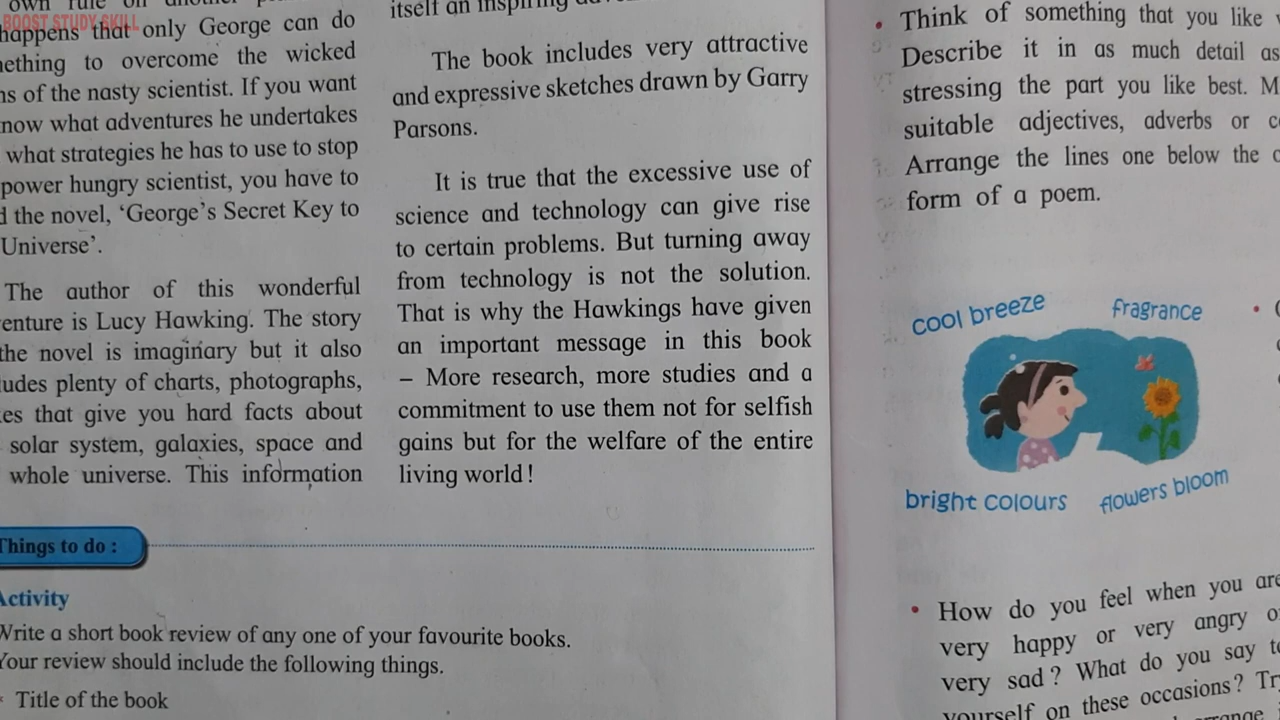 BOOST STUDY SKILL
own rule on another
happens that only George can do
to overcome the wicked
of the nasty scientist. If you want
what adventures he undertakes
what strategies he has to use to stop
power hungry scientist, you have to
the novel, ‘George’s Secret Key to
Universe’.
The author of this wonderful
is Lucy Hawking. The story
the novel is imaginary but it also
plenty of charts, photographs,
that give you hard facts about
solar system, galaxies, space and
whole universe. This information
itself an inspiring
The book includes very attractive
and expressive sketches drawn by Garry
Parsons.
It is true that the excessive use of
science and technology can give rise
to certain problems. But turning away
from technology is not the solution.
That is why the Hawkings have given
an important message in this book
– More research, more studies and a
commitment to use them not for selfish
gains but for the welfare of the entire
living world !
Things to do :
Activity
Write a short book review of any one of your favourite books.
Your review should include the following things.
* Title of the book
• Think of something that you like
Describe it in as much detail as
stressing the part you like best.
suitable adjectives, adverbs or
Arrange the lines one below the
form of a poem.
cool breeze
fragrance
bright colours
flowers bloom
• How do you feel when you are
very happy or very angry
very sad ? What do you say
yourself on these occasions ?